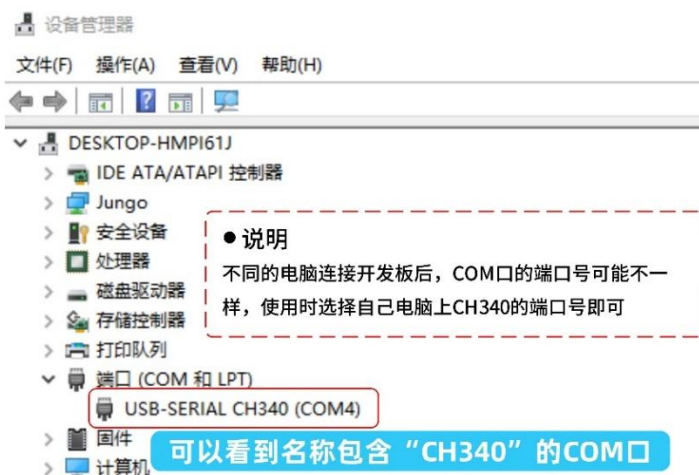 设备管理器
文件(F) 操作(A) 查看(V) 帮助(H)
DESKTOP-HMPI61J
IDE ATA/ATAPI 控制器
Jungo
安全设备
处理器
磁盘驱动器
存储控制器
打印队列
端口 (COM 和 LPT)
USB-SERIAL CH340 (COM4)
固件
计算机
●说明
不同的电脑连接开发板后，COM口的端口号可能不一
样，使用时选择自己电脑上CH340的端口号即可
可以看到名称包含“CH340”的COM口